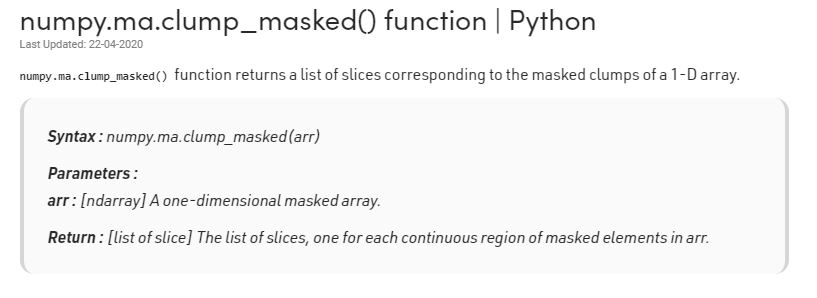 numpy.ma.clump_masked() function | Python
Last Updated: 22-04-2020
numpy.ma.clump_masked() function returns a list of slices corresponding to the masked clumps of a 1-D array.
Syntax : numpy.ma.clump_masked(arr)
Parameters :
arr : [ndarray] A one-dimensional masked array.
Return : [list of slice] The list of slices, one for each continuous region of masked elements in arr.